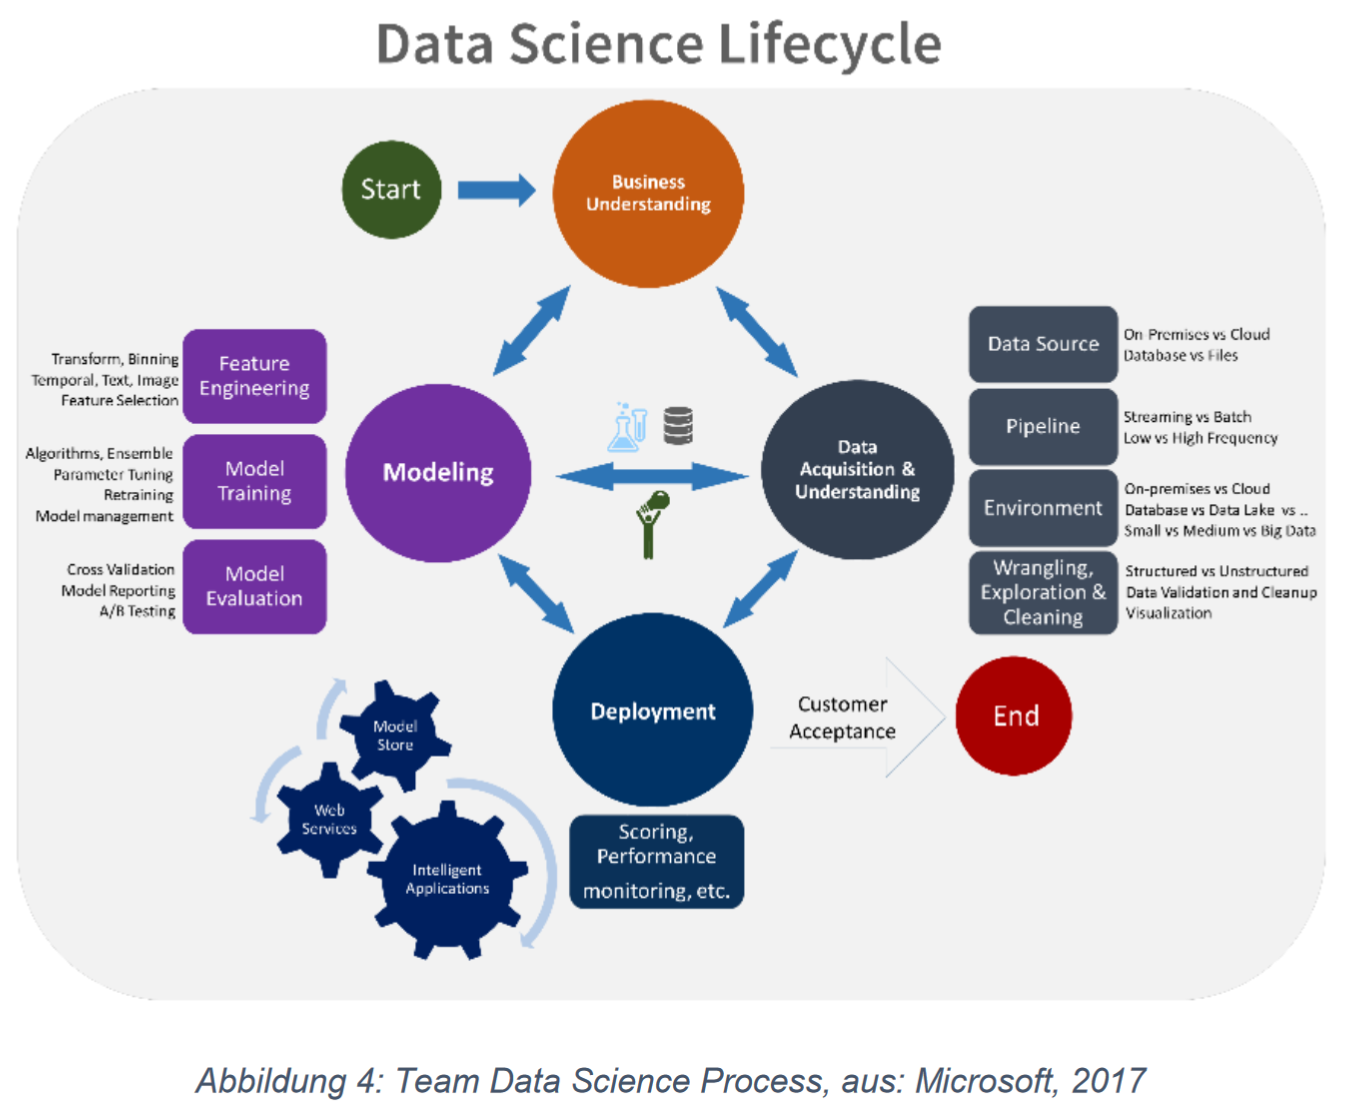 Data Science Lifecycle
Start
Business
Understanding
Transform, Binning
Temporal, Text, Image
Feature Selection
Feature
Engineering
Algorithms, Ensemble
Parameter Tuning
Retraining
Model management
Model
Training
Cross Validation
Model Reporting
A/B Testing
Model
Evaluation
Modeling
Data
Acquisition &
Understanding
Data Source
On-Premises vs Cloud
Database vs Files
Pipeline
Streaming vs Batch
Low vs High Frequency
Environment
On-premises vs Cloud
Database vs Data Lake vs ..
Small vs Medium vs Big Data
Wrangling,
Exploration &
Cleaning
Structured vs Unstructured
Data Validation and Cleanup
Visualization
Deployment
Customer
Acceptance
End
Model
Store
Web
Services
Intelligent
Applications
Scoring,
Performance
monitoring, etc.
Abbildung 4: Team Data Science Process, aus: Microsoft, 2017